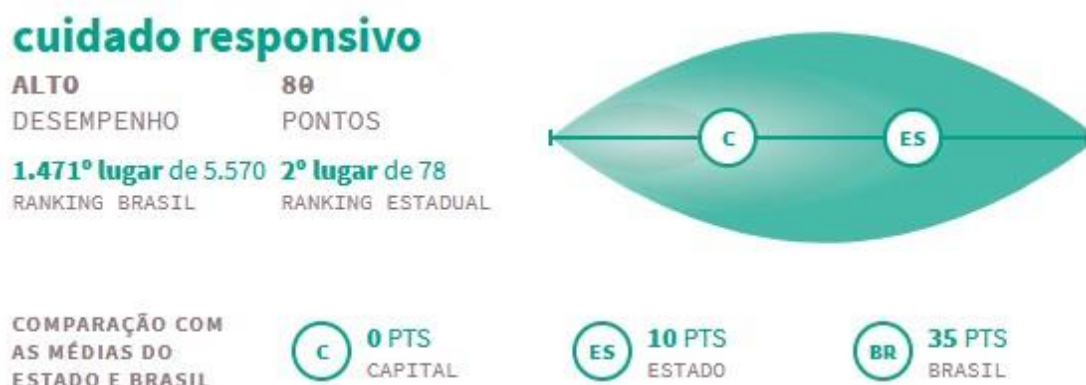 cuidado responsivo
ALTO
DESEMPENHO
80
PONTOS
1.471º lugar de 5.570
RANKING BRASIL
2º lugar de 78
RANKING ESTADUAL
C
ES
COMPARAÇÃO COM
AS MÉDIAS DO
ESTADO E BRASIL
C
0 PTS
CAPITAL
ES
10 PTS
ESTADO
BR
35 PTS
BRASIL